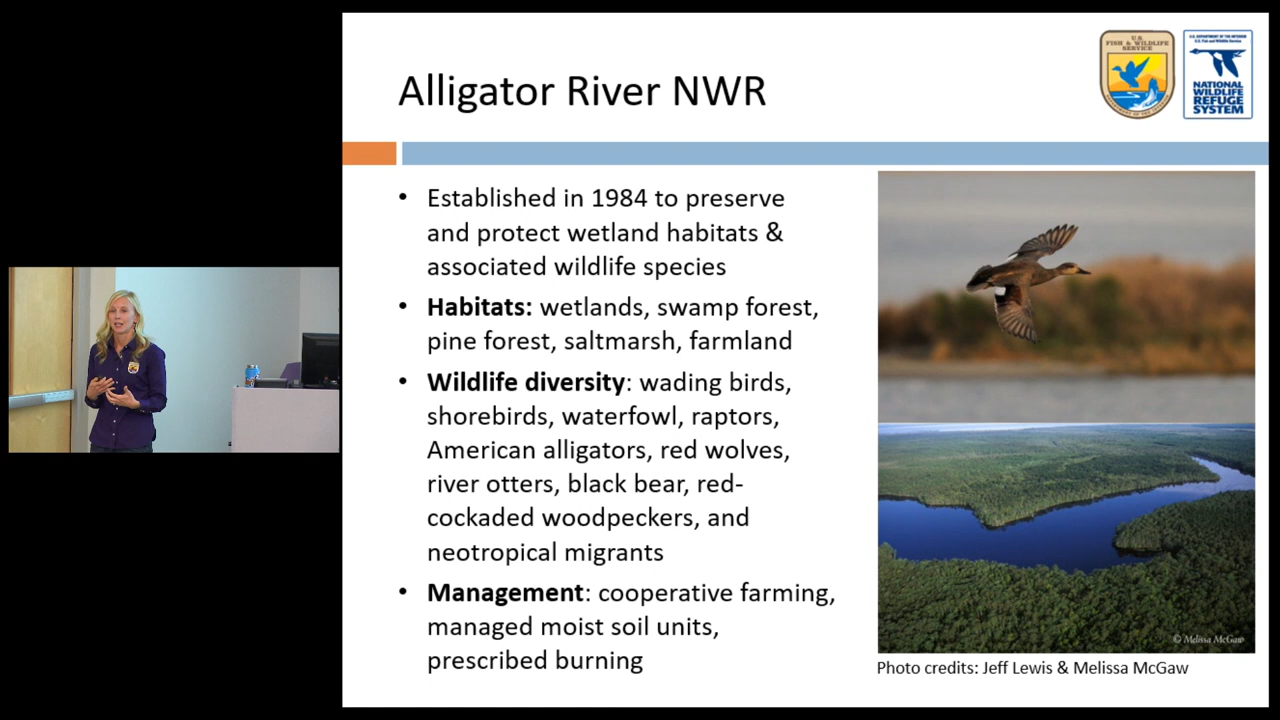 Alligator River NWR
U.S.
FISH & WILDLIFE
SERVICE
U.S. DEPARTMENT OF THE INTERIOR
U.S. Fish and Wildlife Service
NATIONAL
WILDLIFE
REFUGE
SYSTEM
• Established in 1984 to preserve
and protect wetland habitats &
associated wildlife species
• Habitats: wetlands, swamp forest,
pine forest, saltmarsh, farmland
• Wildlife diversity: wading birds,
shorebirds, waterfowl, raptors,
American alligators, red wolves,
river otters, black bear, red-
cockaded woodpeckers, and
neotropical migrants
• Management: cooperative farming,
managed moist soil units,
prescribed burning
© Melissa McGaw
Photo credits: Jeff Lewis & Melissa McGaw